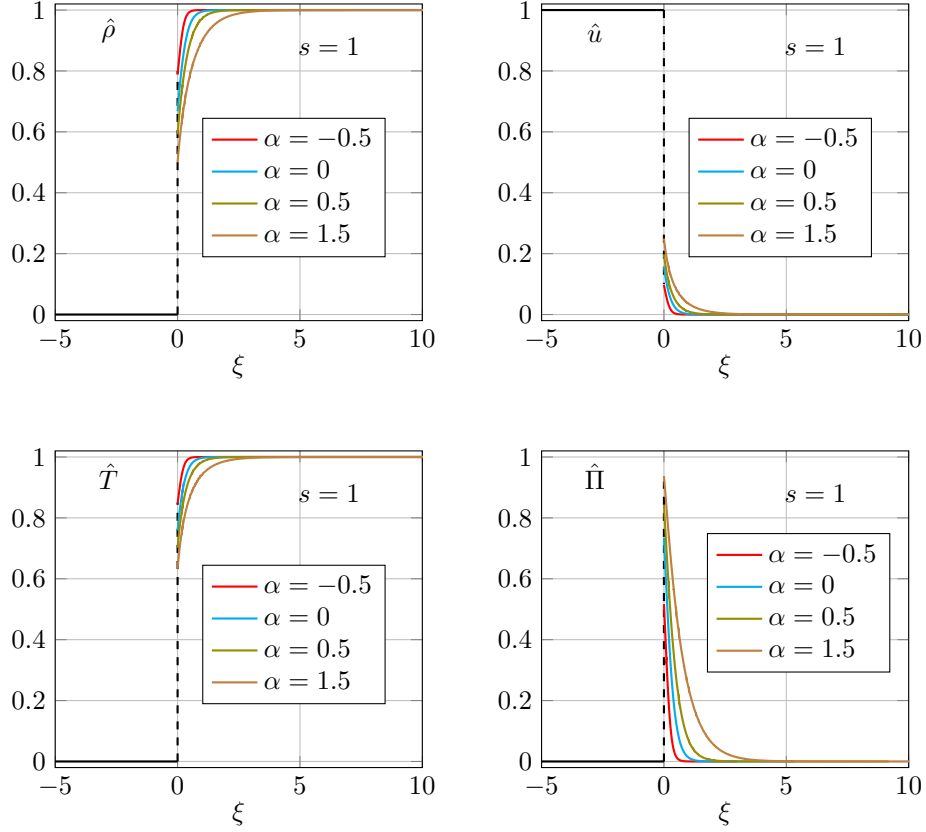 1
0.8
0.6
0.4
0.2
0
−5
0
5
10
ξ
ρ̂
s = 1
α = −0.5
α = 0
α = 0.5
α = 1.5
1
0.8
0.6
0.4
0.2
0
−5
0
5
10
ξ
û
s = 1
α = −0.5
α = 0
α = 0.5
α = 1.5
1
0.8
0.6
0.4
0.2
0
−5
0
5
10
ξ
T̂
s = 1
α = −0.5
α = 0
α = 0.5
α = 1.5
1
0.8
0.6
0.4
0.2
0
−5
0
5
10
ξ
Π̂
s = 1
α = −0.5
α = 0
α = 0.5
α = 1.5